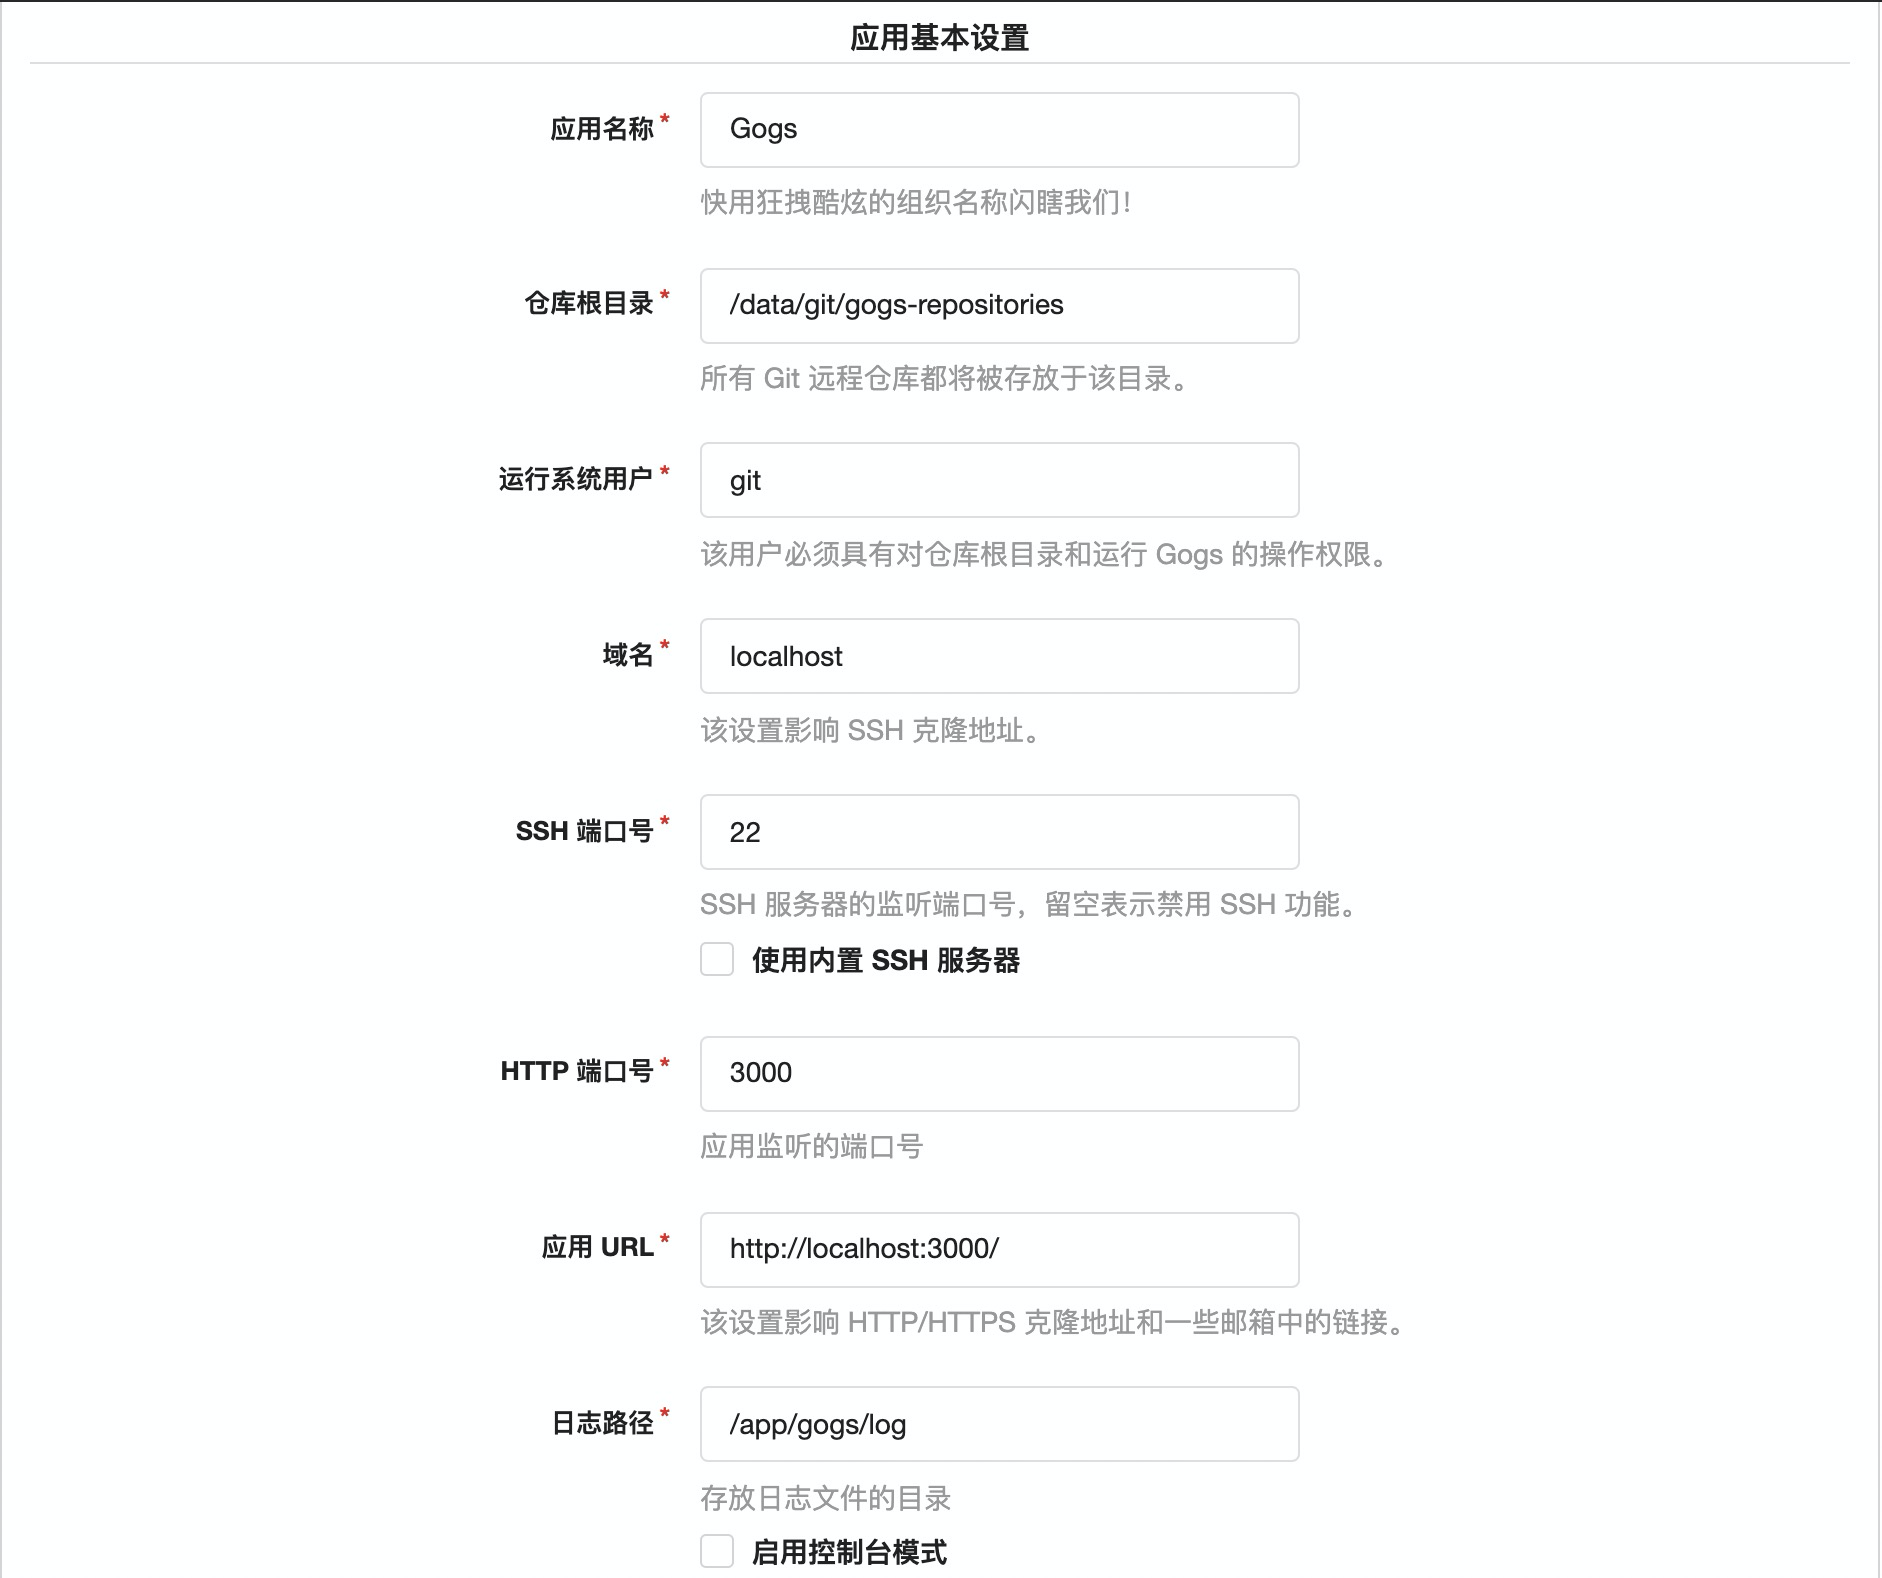 应用基本设置
应用名称*
Gogs
快用狂拽酷炫的组织名称闪瞎我们！
仓库根目录*
/data/git/gogs-repositories
所有 Git 远程仓库都将被存放于该目录。
运行系统用户*
git
该用户必须具有对仓库根目录和运行 Gogs 的操作权限。
域名*
localhost
该设置影响 SSH 克隆地址。
SSH 端口号*
22
SSH 服务器的监听端口号，留空表示禁用 SSH 功能。
使用内置 SSH 服务器
HTTP 端口号*
3000
应用监听的端口号
应用 URL*
http://localhost:3000/
该设置影响 HTTP/HTTPS 克隆地址和一些邮箱中的链接。
日志路径*
/app/gogs/log
存放日志文件的目录
启用控制台模式